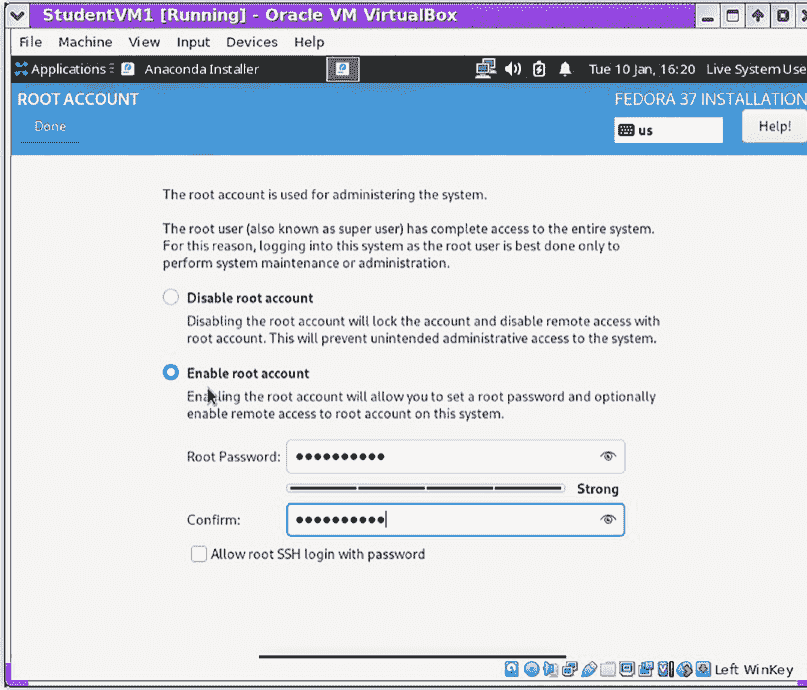 StudentVM1 [Running] - Oracle VM VirtualBox
File Machine View Input Devices Help
Applications Anaconda Installer Tue 10 Jan, 16:20 Live System Use
ROOT ACCOUNT FEDORA 37 INSTALLATION
Done us Help!
The root account is used for administering the system.
The root user (also known as super user) has complete access to the entire system.
For this reason, logging into this system as the root user is best done only to
perform system maintenance or administration.
Disable root account
Disabling the root account will lock the account and disable remote access with
root account. This will prevent unintended administrative access to the system.
Enable root account
Enabling the root account will allow you to set a root password and optionally
enable remote access to root account on this system.
Root Password: ●●●●●●●●●●
Strong
Confirm: ●●●●●●●●●●
Allow root SSH login with password
Left WinKey